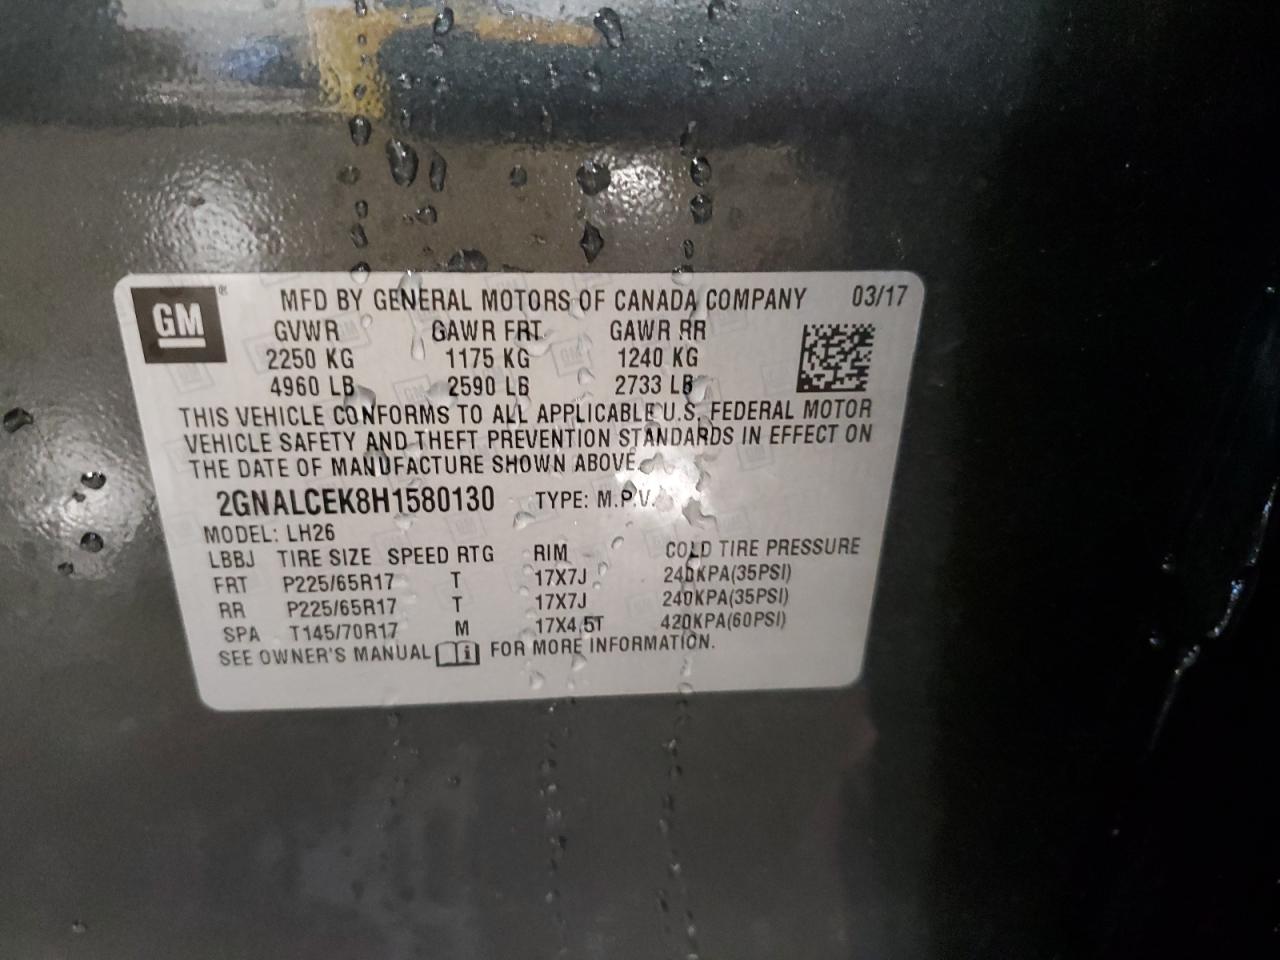 GM® MFD BY GENERAL MOTORS OF CANADA COMPANY 03/17
GVWR GAWR FRT GAWR RR
2250 KG 1175 KG 1240 KG
4960 LB 2590 LB 2733 LB
THIS VEHICLE CONFORMS TO ALL APPLICABLE U.S. FEDERAL MOTOR
VEHICLE SAFETY AND THEFT PREVENTION STANDARDS IN EFFECT ON
THE DATE OF MANUFACTURE SHOWN ABOVE.
2GNALCEK8H1580130 TYPE: M.P.V.
MODEL: LH26
LBBJ TIRE SIZE SPEED RTG RIM COLD TIRE PRESSURE
FRT P225/65R17 T 17X7J 240KPA(35PSI)
RR P225/65R17 T 17X7J 240KPA(35PSI)
SPA T145/70R17 M 17X4.5T 420KPA(60PSI)
SEE OWNER'S MANUAL i FOR MORE INFORMATION.